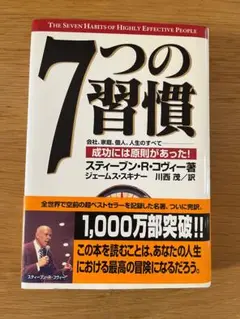 THE SEVEN HABITS OF HIGHLY EFFECTIVE PEOPLE
7つの
習慣
会社、家庭、個人、人生のすべて──
成功には原則があった!
スティーブン・R・コヴィー著
ジェームス・スキナー 川西 茂/訳
全世界で空前の超ベストセラーを記録した名著、ついに完訳。
1,000万部突破!!
この本を読むことは、あなたの人生
における最高の冒険になるだろう。
スティーブン・R・コヴィー